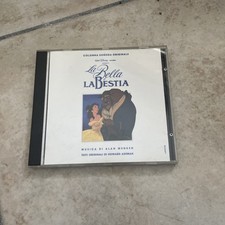 COLONNA SONORA ORIGINALE
La Bella
e
LA BESTIA
MUSICA DI ALAN MENKEN
TESTI ORIGINALI DI HOWARD ASHMAN